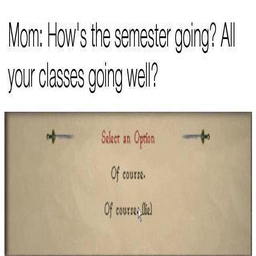 Mom: How's the semester going? All
your classes going well?
Select an Option
Of course.
Of course. (lie)